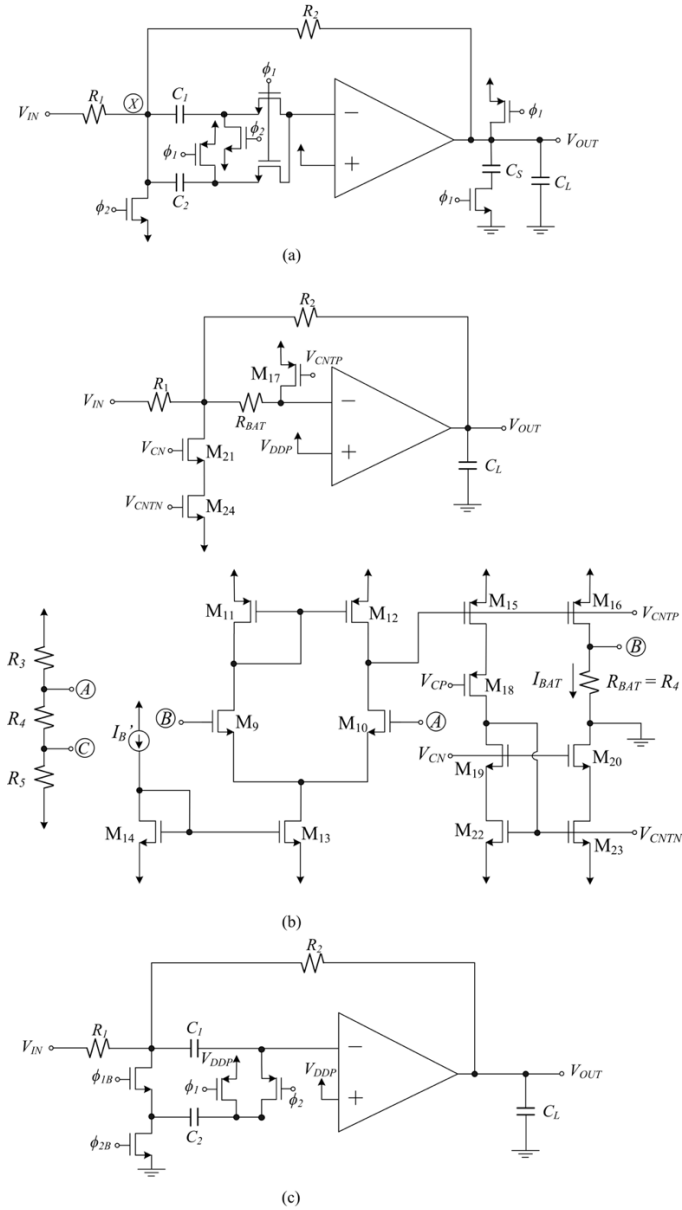 R2
ϕ1
VIN
R1
X
C1
ϕ2
ϕ1
−
+
ϕ1
VOUT
C2
CS
CL
ϕ2
ϕ1
(a)
R2
VCNTP
M17
VIN
R1
RBAT
−
VDDP
+
VOUT
VCN
M21
CL
VCNTN
M24
M11
M12
M15
M16
VCNTP
R3
A
B
VCP
M18
IBAT
RBAT = R4
R4
B
M9
M10
A
IB'
C
VCN
M19
M20
R5
M14
M13
M22
M23
VCNTN
(b)
R2
VIN
R1
C1
VDDP
−
VDDP
ϕ1B
ϕ1
ϕ2
+
VOUT
C2
CL
ϕ2B
(c)